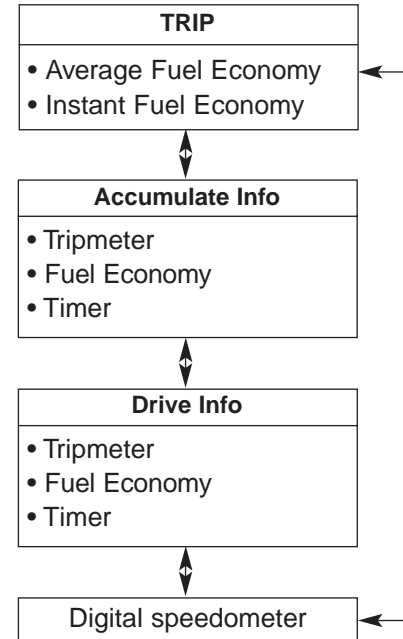 TRIP
• Average Fuel Economy
• Instant Fuel Economy
Accumulate Info
• Tripmeter
• Fuel Economy
• Timer
Drive Info
• Tripmeter
• Fuel Economy
• Timer
Digital speedometer